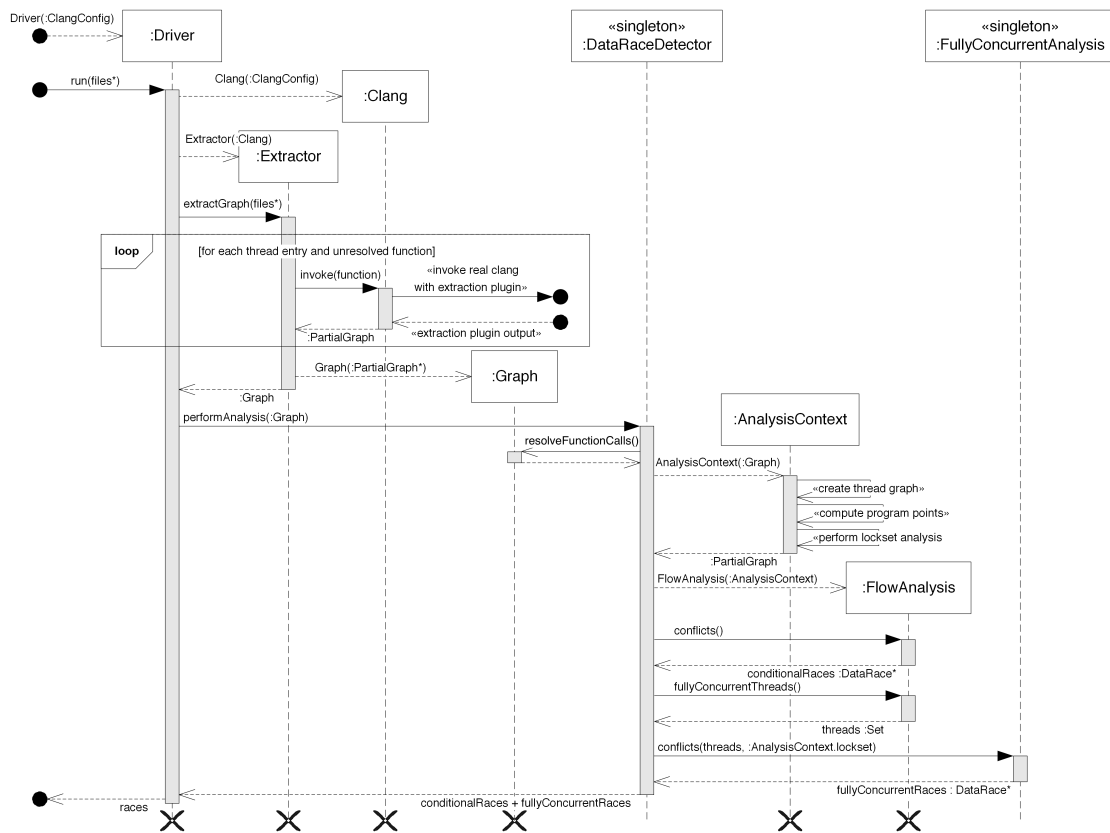 Driver(:ClangConfig)
:Driver
«singleton»
:DataRaceDetector
«singleton»
:FullyConcurrentAnalysis
run(files*)
Clang(:ClangConfig)
:Clang
Extractor(:Clang)
:Extractor
extractGraph(files*)
loop
[for each thread entry and unresolved function]
invoke(function)
«invoke real clang
with extraction plugin»
«extraction plugin output»
:PartialGraph
Graph(:PartialGraph*)
:Graph
:Graph
performAnalysis(:Graph)
:AnalysisContext
resolveFunctionCalls()
AnalysisContext(:Graph)
«create thread graph»
«compute program points»
«perform lockset analysis
:PartialGraph
FlowAnalysis(:AnalysisContext)
:FlowAnalysis
conflicts()
conditionalRaces :DataRace*
fullyConcurrentThreads()
threads :Set
conflicts(threads, :AnalysisContext.lockset)
fullyConcurrentRaces : DataRace*
conditionalRaces + fullyConcurrentRaces
races